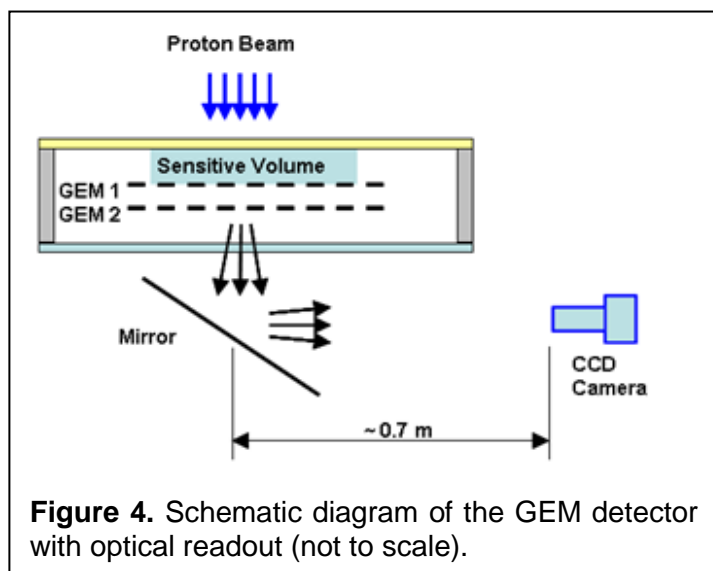 Proton Beam
Sensitive Volume
GEM 1
GEM 2
Mirror
CCD
Camera
~0.7 m
Figure 4. Schematic diagram of the GEM detector
with optical readout (not to scale).